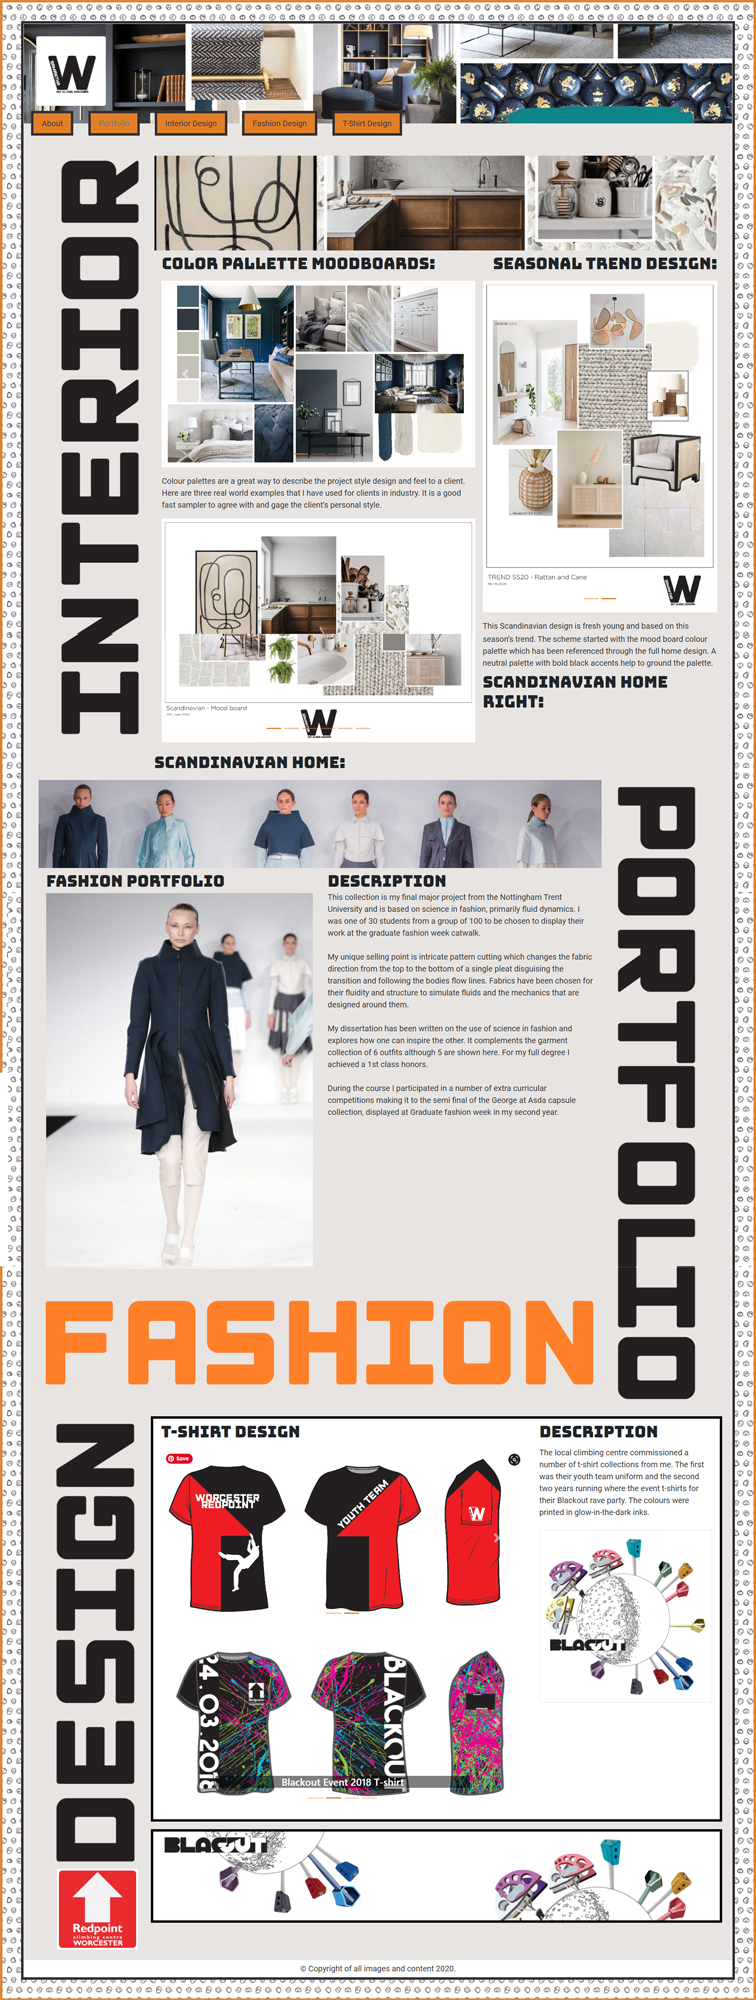 W
About
Portfolio
Interior Design
Fashion Design
T-Shirt Design
INTERIOR
COLOR PALLETTE MOODBOARDS:
SEASONAL TREND DESIGN:
Colour palettes are a great way to describe the project style design and feel to a client.
Here are three real world examples that I have used for clients in industry. It is a good
fast sampler to agree with and gage the client's personal style.
TREND SS20 - Rattan and Cane
W
Scandinavian - Mood board
W
This Scandinavian design is fresh young and based on this
season's trend. The scheme started with the mood board colour
palette which has been referenced through the full home design. A
neutral palette with bold black accents help to ground the palette.
SCANDINAVIAN HOME
RIGHT:
SCANDINAVIAN HOME:
PORTFOLIO
FASHION PORTFOLIO
DESCRIPTION
This collection is my final major project from the Nottingham Trent
University and is based on science in fashion, primarily fluid dynamics. I
was one of 30 students from a group of 100 to be chosen to display their
work at the graduate fashion week catwalk.
My unique selling point is intricate pattern cutting which changes the fabric
direction from the top to the bottom of a single pleat disguising the
transition and following the bodies flow lines. Fabrics have been chosen for
their fluidity and structure to simulate fluids and the mechanics that are
designed around them.
My dissertation has been written on the use of science in fashion and
explores how one can inspire the other. It complements the garment
collection of 6 outfits although 5 are shown here. For my full degree I
achieved a 1st class honors.
During the course I participated in a number of extra curricular
competitions making it to the semi final of the George at Asda capsule
collection, displayed at Graduate fashion week in my second year.
FASHION
DESIGN
T-SHIRT DESIGN
Save
WORCESTER
REDPOINT
YOUTH TEAM
W
DESCRIPTION
The local climbing centre commissioned a
number of t-shirt collections from me. The first
was their youth team uniform and the second
two years running where the event t-shirts for
their Blackout rave party. The colours were
printed in glow-in-the-dark inks.
BLACKOUT
24.03.2018
Redpoint
BLACKOUT
Blackout Event 2018 T-shirt
BLACKOUT
Redpoint
climbing centre
WORCESTER
© Copyright of all images and content 2020.